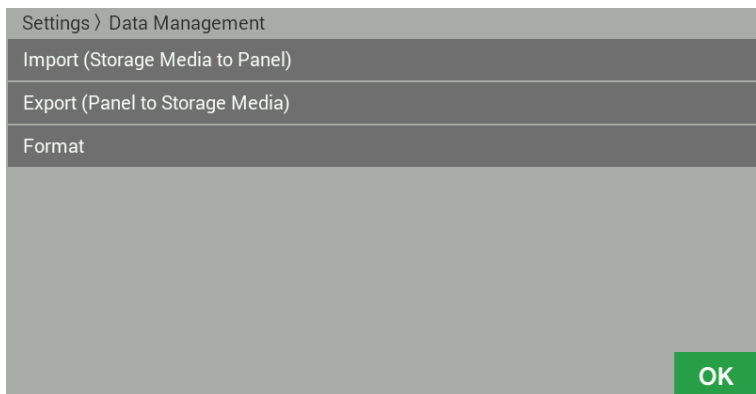 Settings 〉 Data Management
Import (Storage Media to Panel)
Export (Panel to Storage Media)
Format
OK